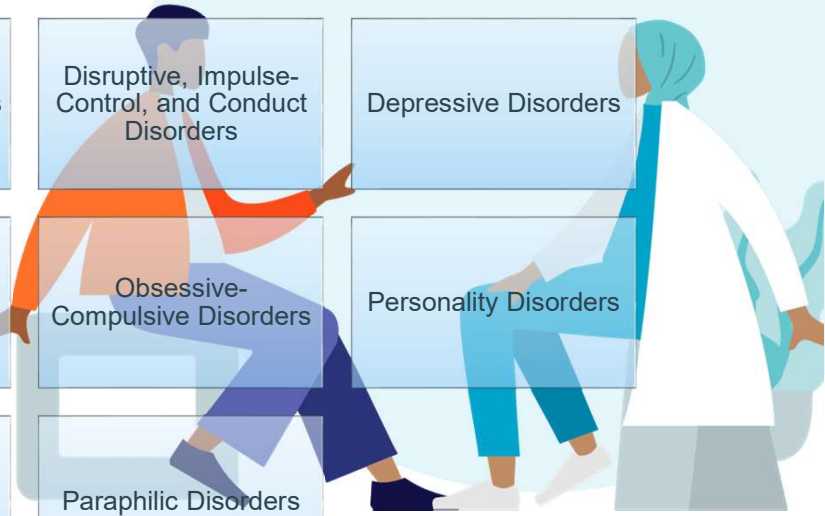 Disruptive, Impulse-
Control, and Conduct
Disorders
Depressive Disorders
Obsessive-
Compulsive Disorders
Personality Disorders
Paraphilic Disorders